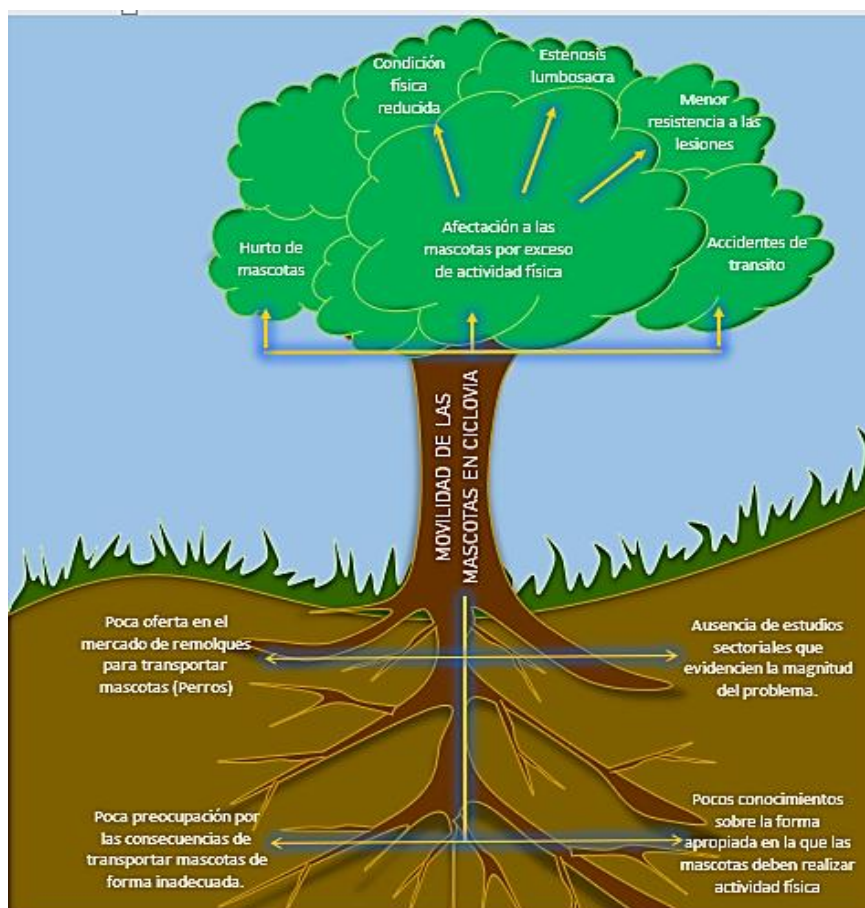 Condición
física
reducida
Estenosis
lumbosacra
Menor
resistencia a las
lesiones
Hurto de
mascotas
Afectación a las
mascotas por exceso
de actividad física
Accidentes de
transito
MOVILIDAD DE LAS
MASCOTAS EN CICLOVIA
Poca oferta en el
mercado de remolques
para transportar
mascotas (Perros)
Ausencia de estudios
sectoriales que
evidencien la magnitud
del problema.
Poca preocupación por
las consecuencias de
transportar mascotas de
forma inadecuada.
Pocos conocimientos
sobre la forma
apropiada en la que las
mascotas deben realizar
actividad física